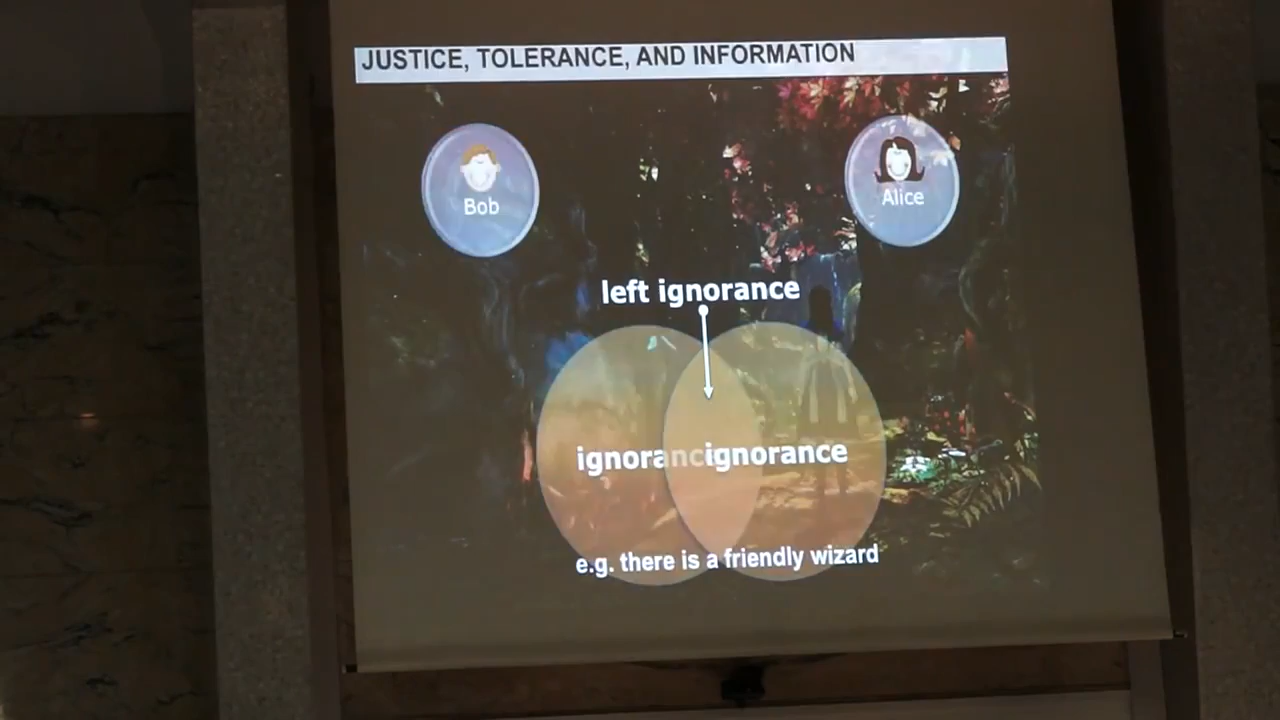 JUSTICE, TOLERANCE, AND INFORMATION
Bob
Alice
left ignorance
ignoranc
ignorance
e.g. there is a friendly wizard